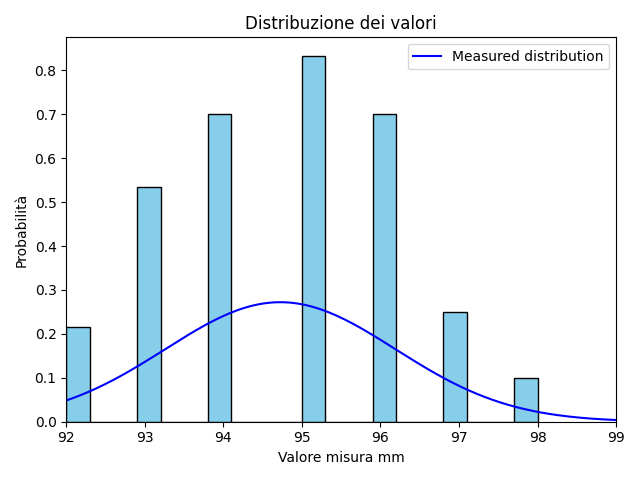 Distribuzione dei valori
Measured distribution
Probabilità
0.8
0.7
0.6
0.5
0.4
0.3
0.2
0.1
0.0
92 93 94 95 96 97 98 99
Valore misura mm